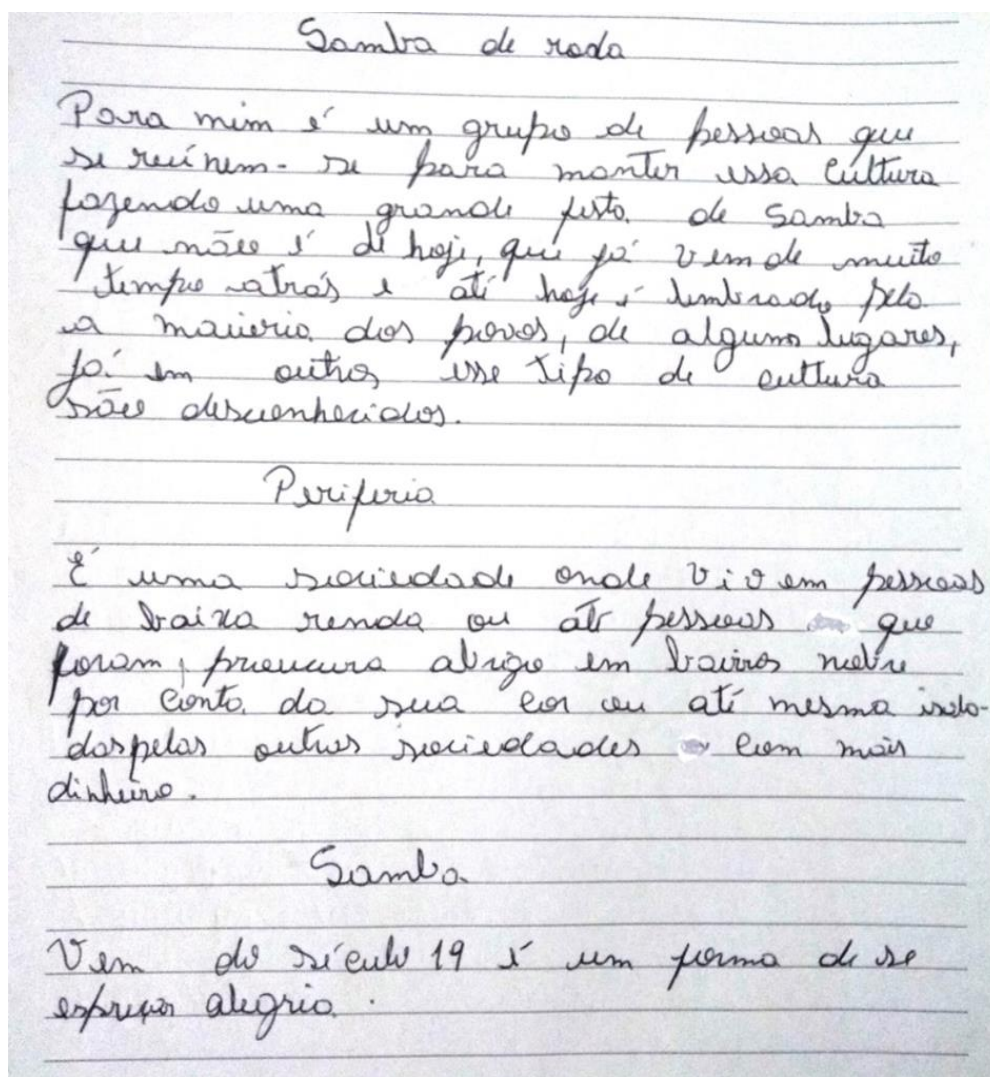 Samba de roda
Para mim é um grupo de pessoas que
se reúnem-se para manter essa cultura
fazendo uma grande festa. de Samba
que não é de hoje, que já vem de muito
tempo atrás e até hoje é lembrado pela
a maioria dos povos, de alguns lugares,
já em outros esse tipo de cultura
são desconhecidos.
Periferia
É uma sociedade onde vivem pessoas
de baixa renda ou até pessoas que
foram, procura abrigo em bairros nobre
por conta da sua cor ou até mesma isola-
dos pelas outras sociedades com mais
dinheiro.
Samba
Vem do século 19 é um forma de se
alegria.